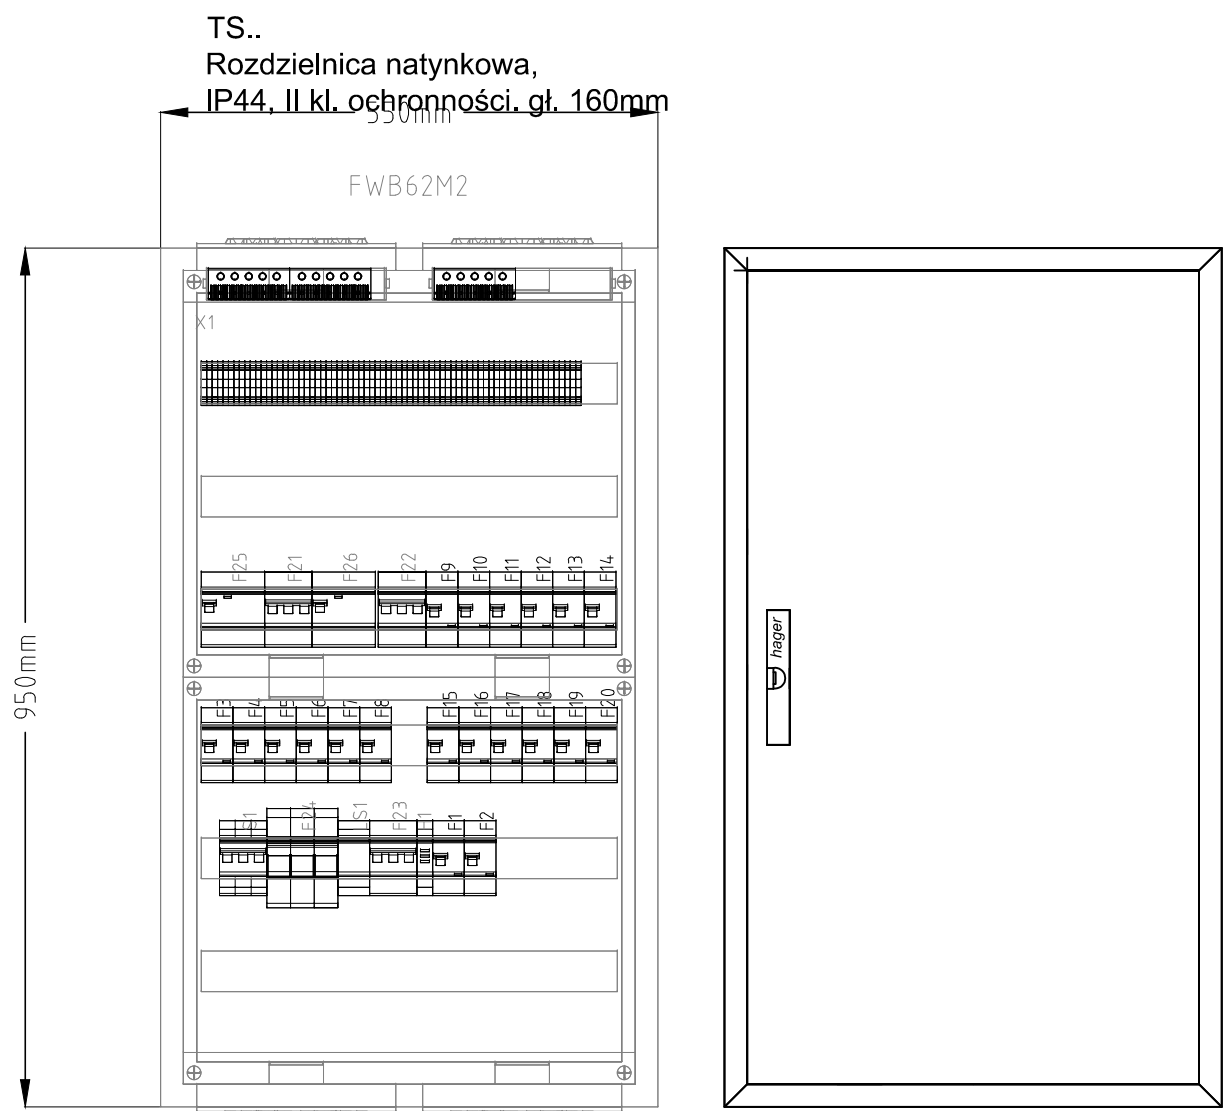 TS..
Rozdzielnica natynkowa,
IP44, II kl. ochronności. gł. 160mm
550mm
FWB62M2
X1
F25 F21 F26 F22 F9 F10 F11 F12 F13 F14
950mm
hager
F3 F4 F5 F6 F7 F8 F15 F16 F17 F18 F19 F20
F24 LS1 F23 F1 F2